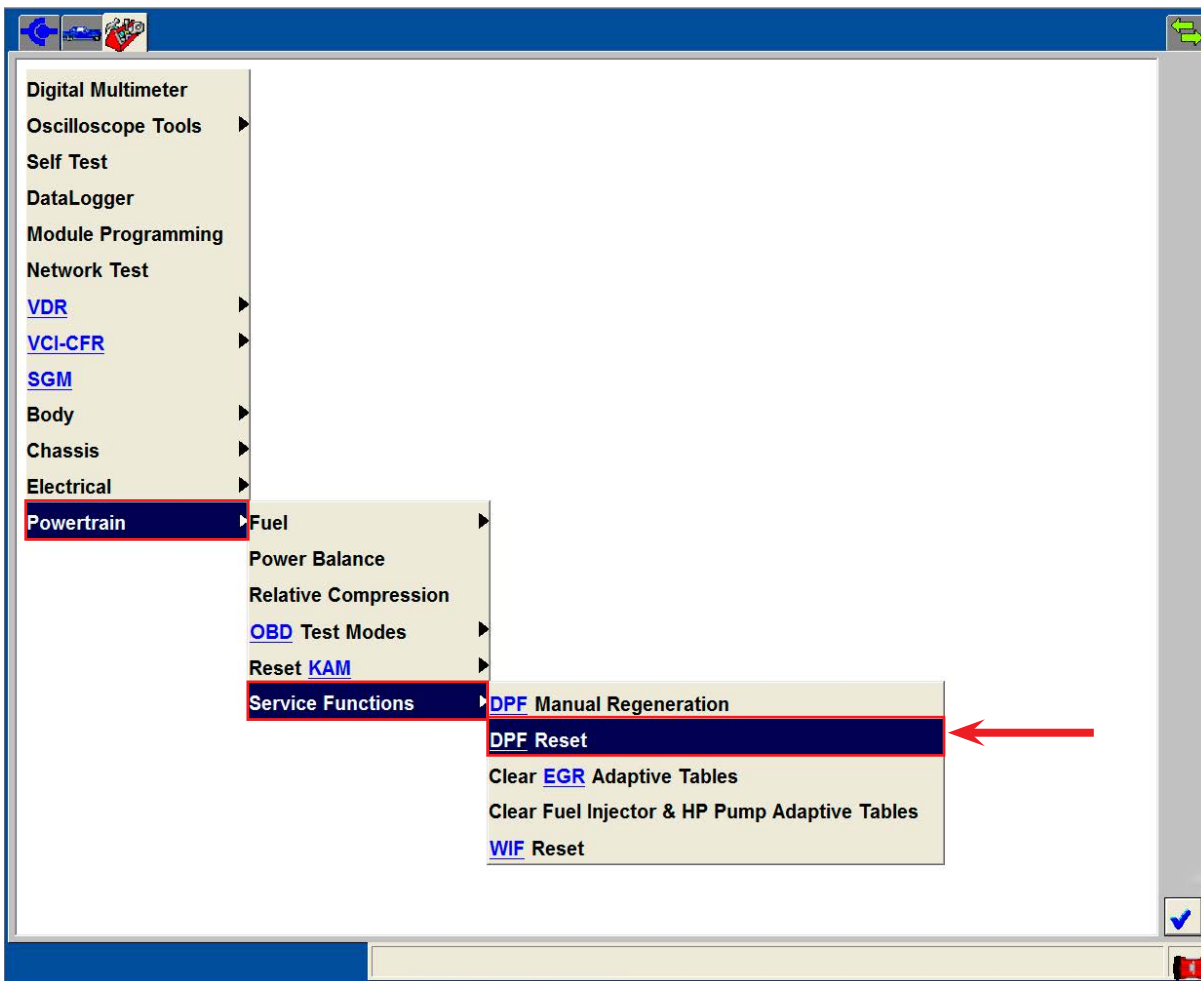 Digital Multimeter
Oscilloscope Tools
Self Test
DataLogger
Module Programming
Network Test
VDR
VCI-CFR
SGM
Body
Chassis
Electrical
Powertrain
Fuel
Power Balance
Relative Compression
OBD Test Modes
Reset KAM
Service Functions
DPF Manual Regeneration
DPF Reset
Clear EGR Adaptive Tables
Clear Fuel Injector & HP Pump Adaptive Tables
WIF Reset